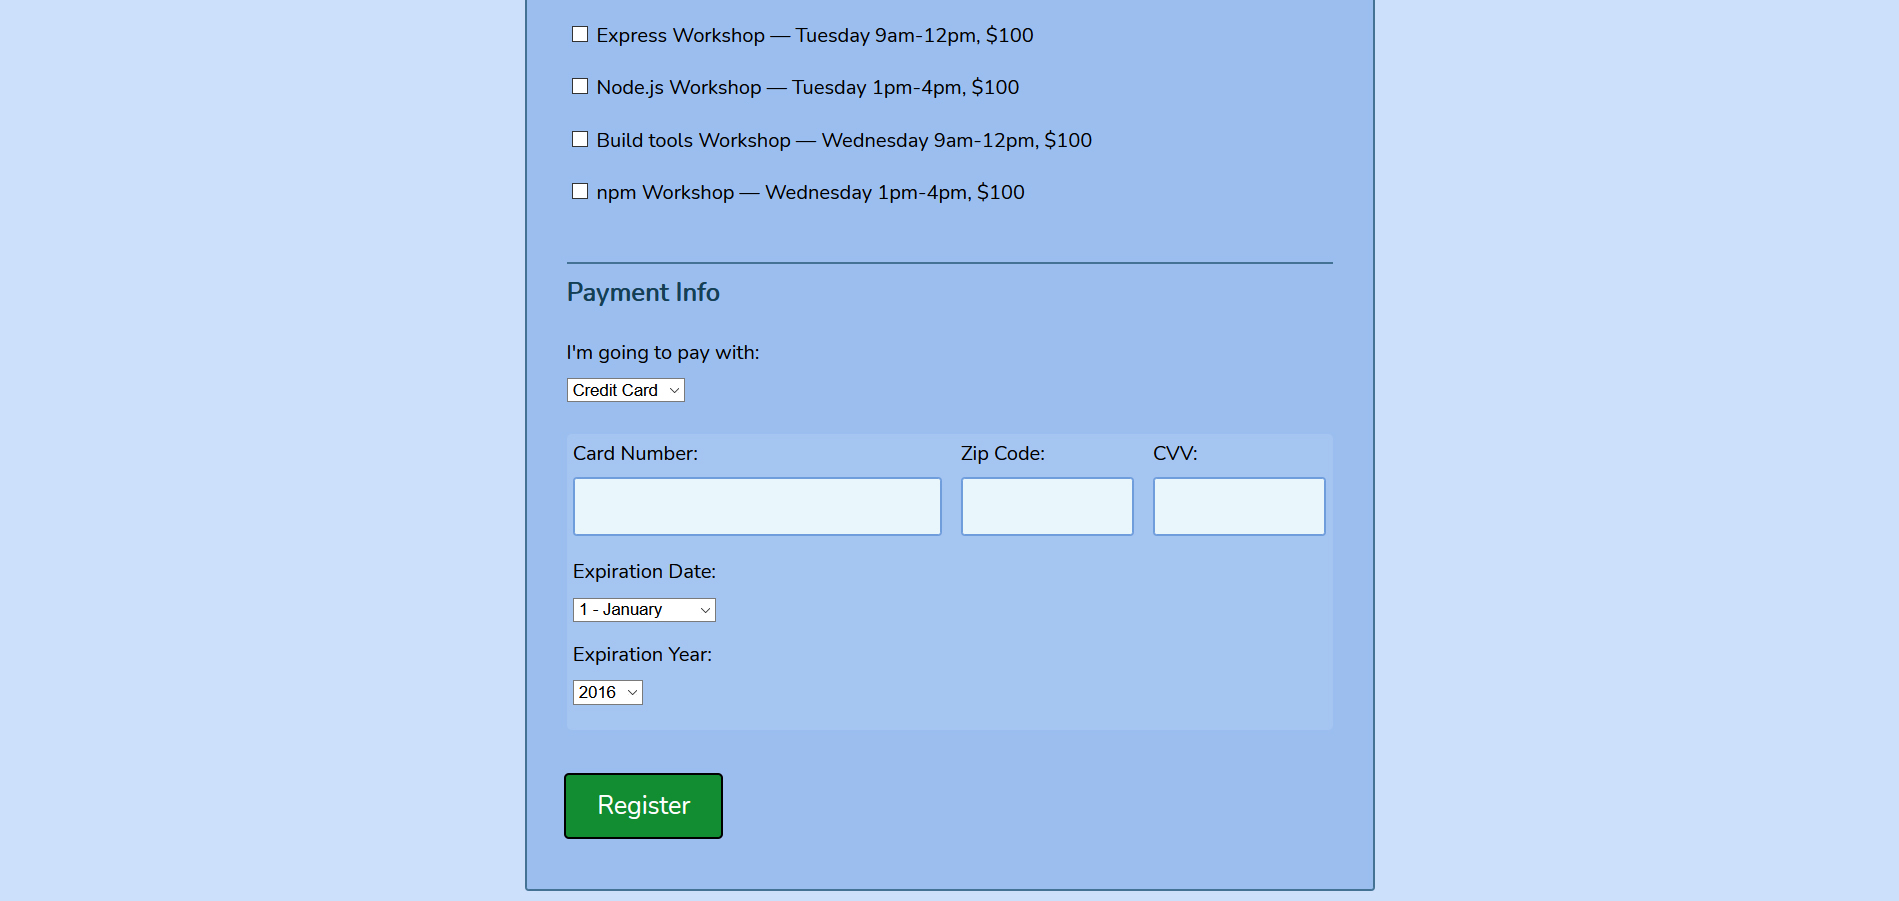 Express Workshop — Tuesday 9am-12pm, $100
Node.js Workshop — Tuesday 1pm-4pm, $100
Build tools Workshop — Wednesday 9am-12pm, $100
npm Workshop — Wednesday 1pm-4pm, $100
Payment Info
I'm going to pay with:
Credit Card
Card Number: Zip Code: CVV:
Expiration Date:
1 - January
Expiration Year:
2016
Register